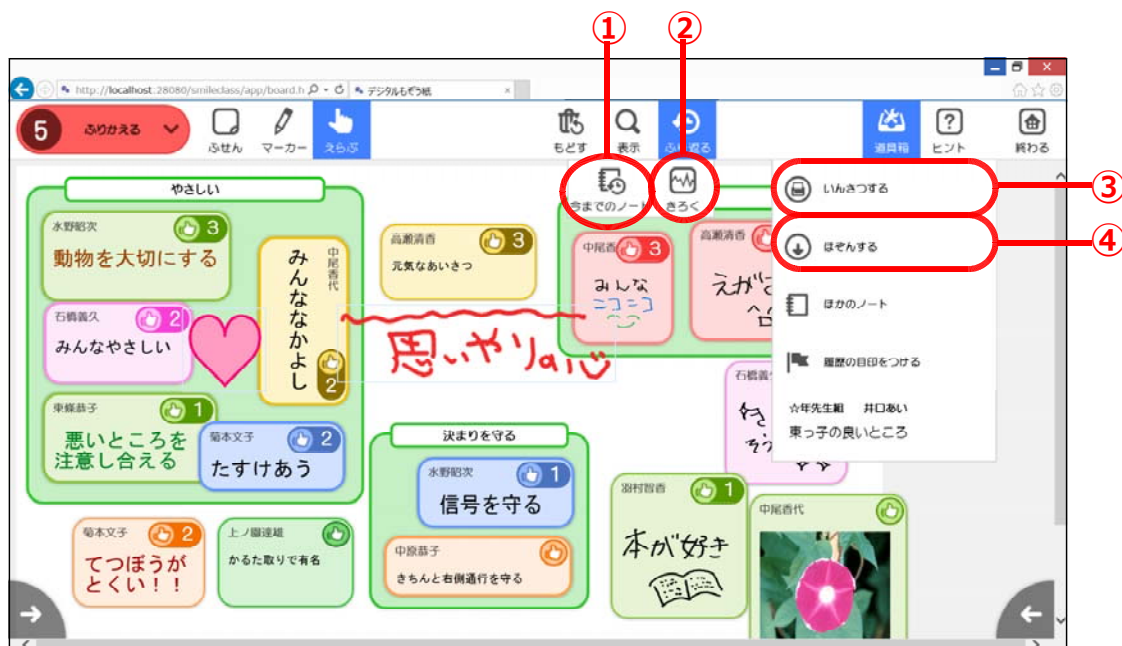 ① ②
http://localhost:28080/smileclass/app/board.h
デジタルもぞう紙
5 ふりかえる
ふせん
マーカー
えらぶ
もどす
表示
ふり返る
道具箱
ヒント
終わる
今までのノート
きろく
いんさつする ③
ほぞんする ④
ほかのノート
履歴の目印をつける
☆年先生組 井口あい
東っ子の良いところ
やさしい
水野昭次 3
動物を大切にする
中尾香代
みんななかよし
2
石橋義久 2
みんなやさしい
東條恭子 1
悪いところを
注意し合える
菊本文子 2
たすけあう
高瀬清香 3
元気なあいさつ
思いやりの心
中尾香 3
みんな
ニコニコ
高瀬清香
えがお
石橋義
決まりを守る
水野昭次 1
信号を守る
中原恭子
きちんと右側通行を守る
菊本文子 2
てつぼうが
とくい！！
上ノ園達雄
かるた取りで有名
羽村智香 1
本が好き
中尾香代